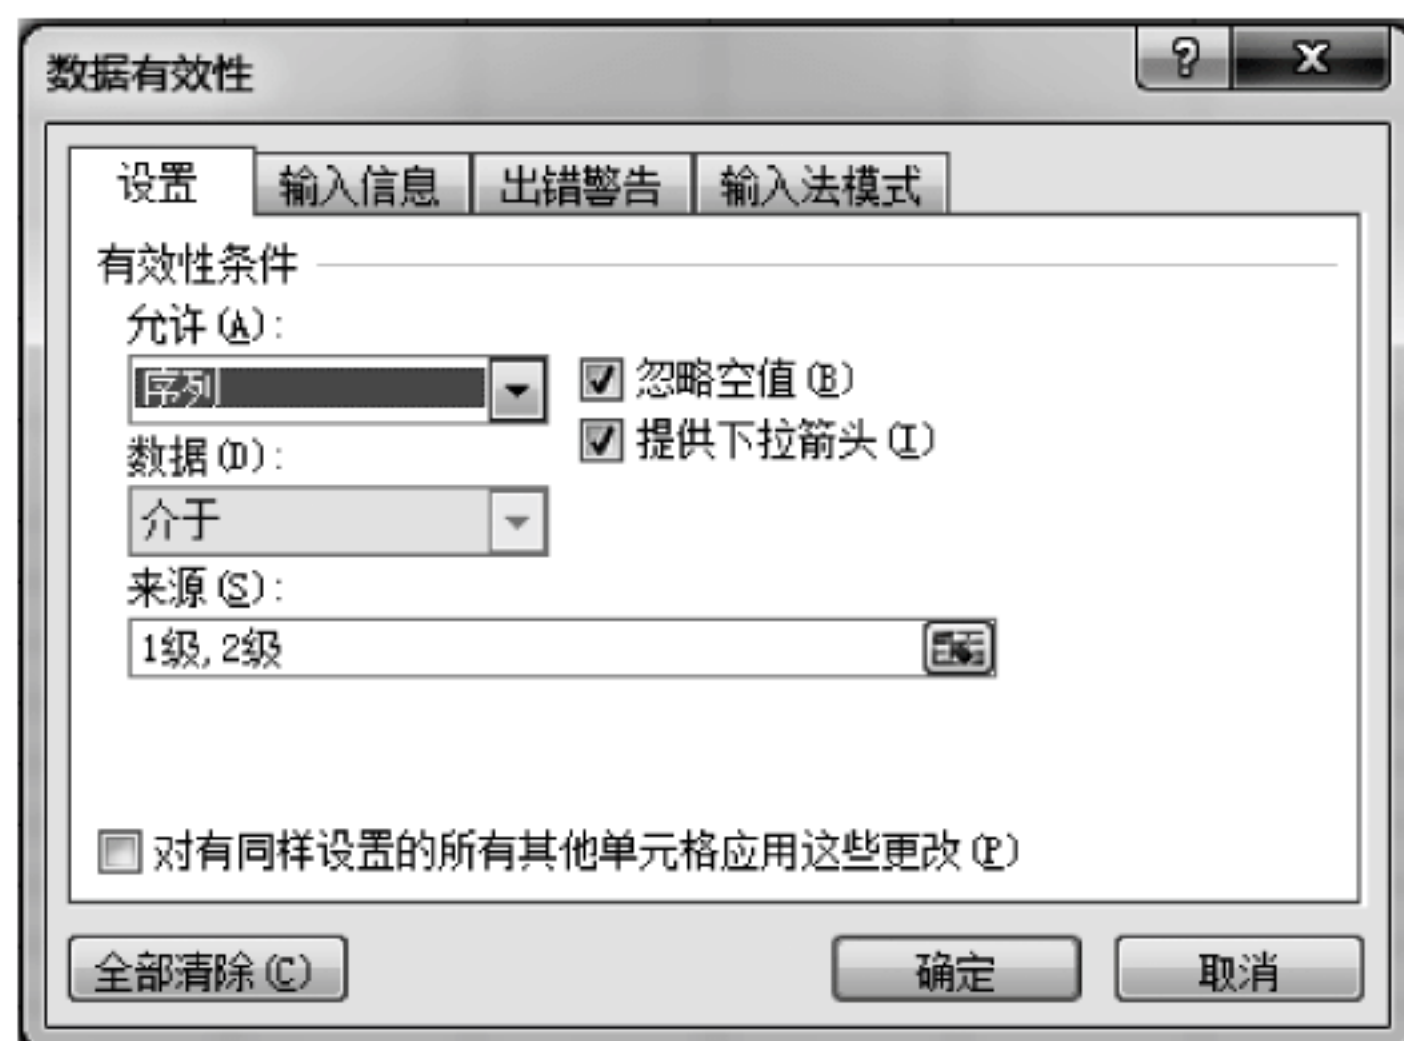 数据有效性
设置 输入信息 出错警告 输入法模式
有效性条件
允许(A):
序列
忽略空值(B)
提供下拉箭头(I)
数据(D):
介于
来源(S):
1级,2级
对有同样设置的所有其他单元格应用这些更改(P)
全部清除(C) 确定 取消